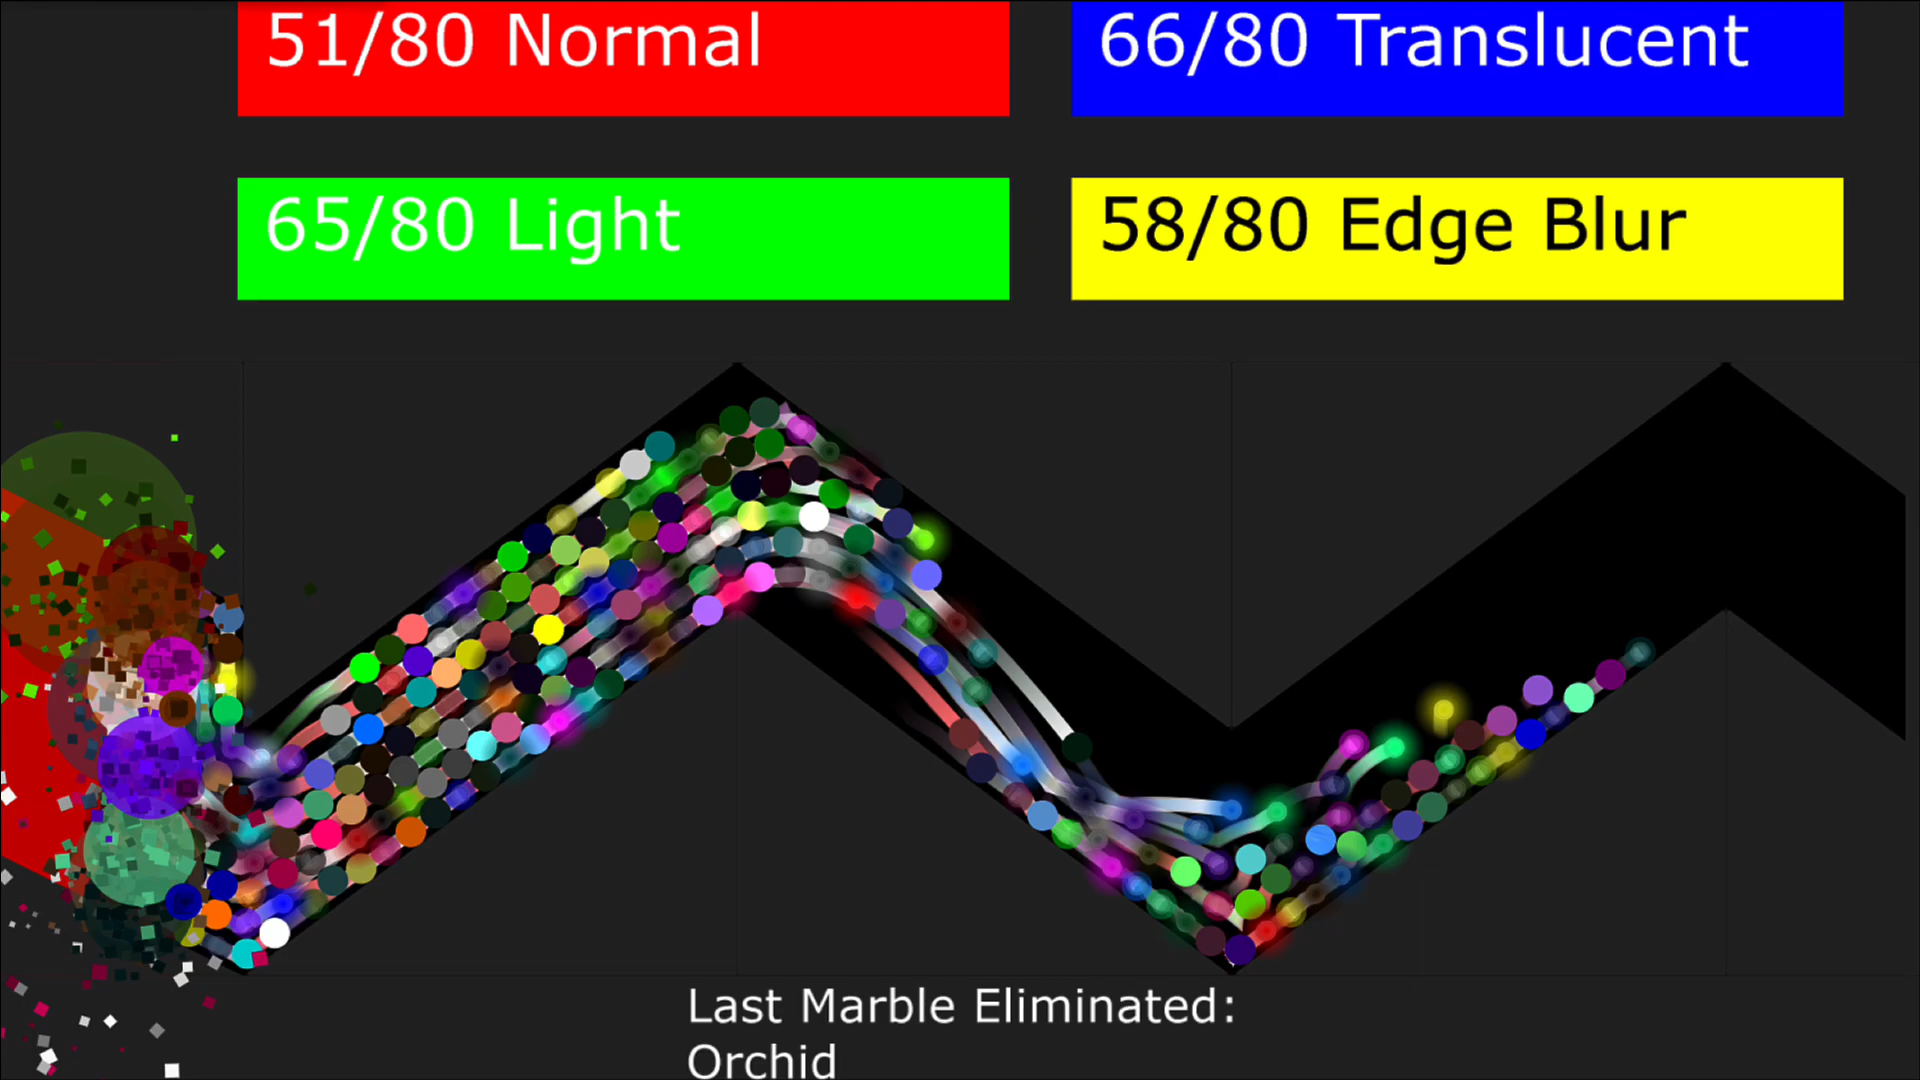 51/80 Normal
66/80 Translucent
65/80 Light
58/80 Edge Blur
Last Marble Eliminated:
Orchid